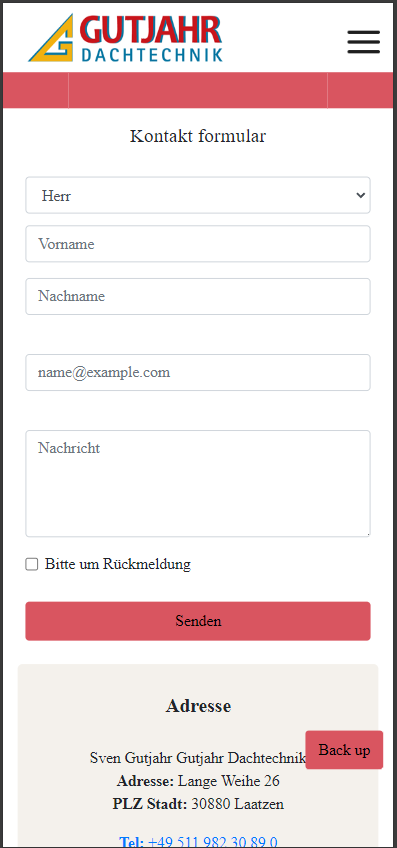 GUTJAHR
DACHTECHNIK
Kontakt formular
Herr
Vorname
Nachname
name@example.com
Nachricht
Bitte um Rückmeldung
Senden
Adresse
Sven Gutjahr Gutjahr Dachtechnik
Back up
Adresse: Lange Weihe 26
PLZ Stadt: 30880 Laatzen
Tel: +49 511 982 30 89 0